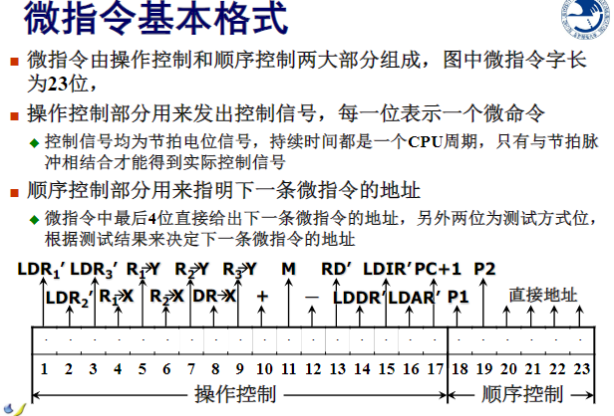 微指令基本格式
微指令由操作控制和顺序控制两大部分组成，图中微指令字长
为23位，
操作控制部分用来发出控制信号，每一位表示一个微命令
控制信号均为节拍电位信号，持续时间都是一个CPU周期，只有与节拍脉
冲相结合才能得到实际控制信号
顺序控制部分用来指明下一条微指令的地址
微指令中最后4位直接给出下一条微指令的地址，另外两位为测试方式位，
根据测试结果来决定下一条微指令的地址
LDR₁′ LDR₃′ R₁→Y R₂→Y R₃→Y M RD′ LDIR′ PC+1 P2
LDR₂′ R₁→X R₂→X DR→X + − LDDR′ LDAR′ P1 直接地址
1 2 3 4 5 6 7 8 9 10 11 12 13 14 15 16 17 18 19 20 21 22 23
操作控制 顺序控制